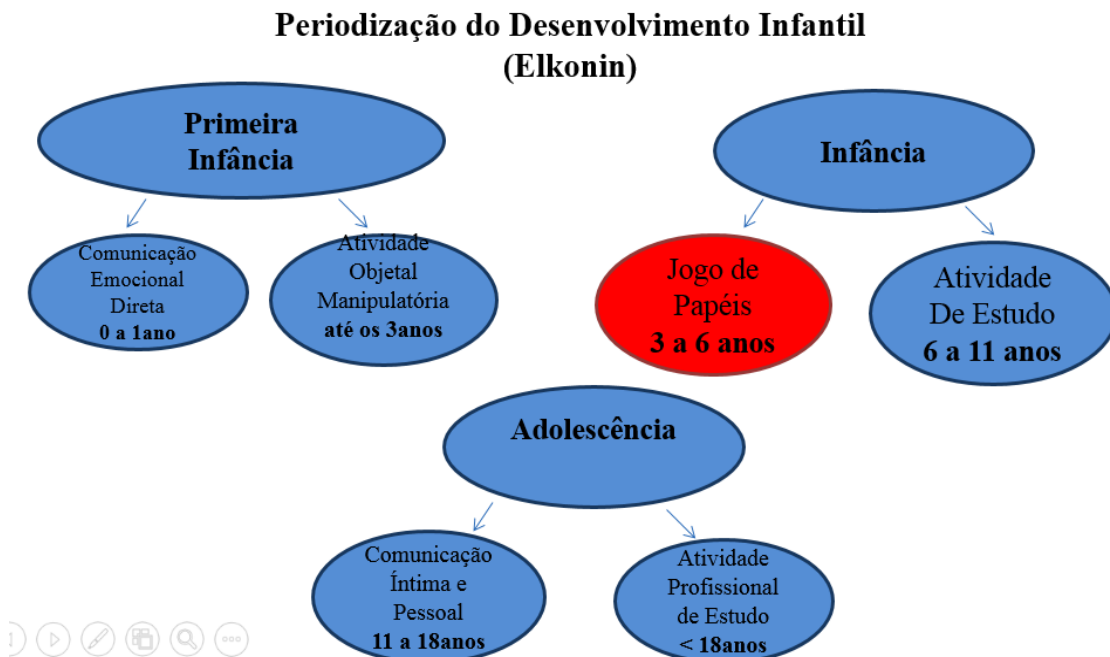 Periodização do Desenvolvimento Infantil
(Elkonin)
Primeira
Infância
Infância
Comunicação
Emocional
Direta
0 a 1ano
Atividade
Objetal
Manipulatória
até os 3anos
Jogo de
Papéis
3 a 6 anos
Atividade
De Estudo
6 a 11 anos
Adolescência
Comunicação
Íntima e
Pessoal
11 a 18anos
Atividade
Profissional
de Estudo
< 18anos